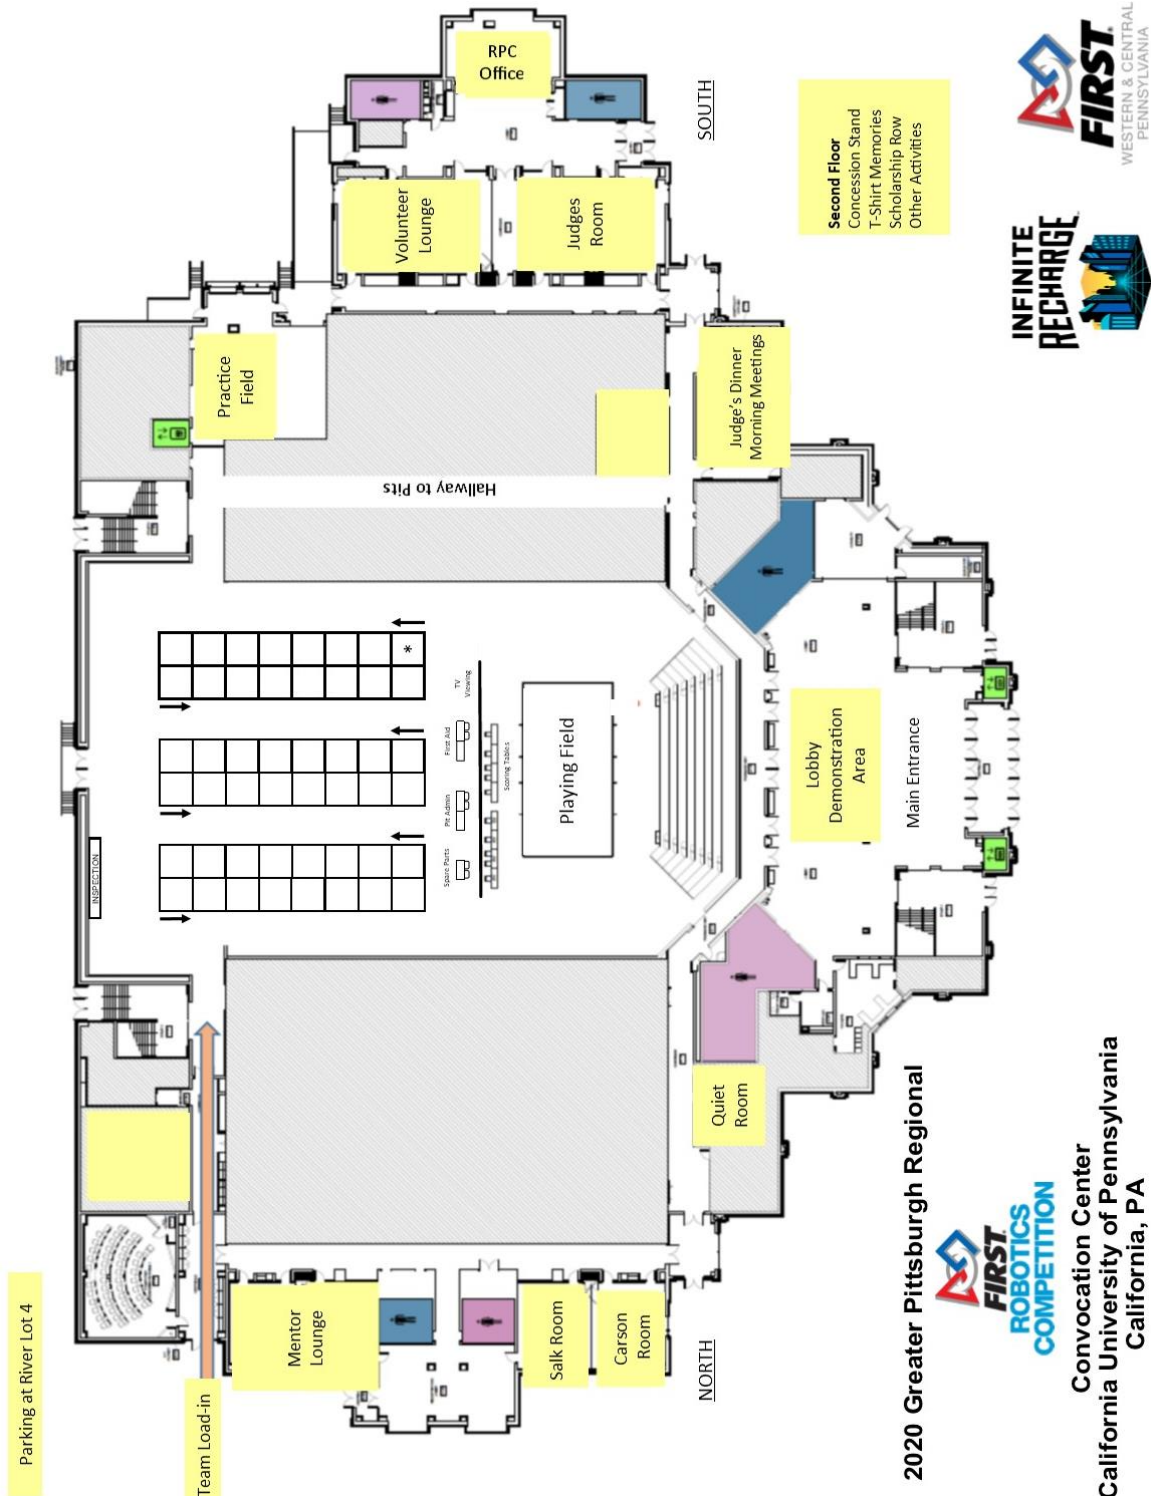 RPC
Office
SOUTH
FIRST
WESTERN & CENTRAL
PENNSYLVANIA
Second Floor
Concession Stand
T-Shirt Memories
Scholarship Row
Other Activities
Volunteer
Lounge
Judges
Room
INFINITE
RECHARGE
Practice
Field
Judge's Dinner
Morning Meetings
Hallway to Pits
*
TV
Viewing
First Aid
Pit Admin
Spare Parts
Scoring Tables
Playing Field
Lobby
Demonstration
Area
Main Entrance
INSPECTION
Quiet
Room
Mentor
Lounge
Salk Room
Carson
Room
NORTH
Parking at River Lot 4
Team Load-in
2020 Greater Pittsburgh Regional
FIRST
ROBOTICS
COMPETITION
Convocation Center
California University of Pennsylvania
California, PA